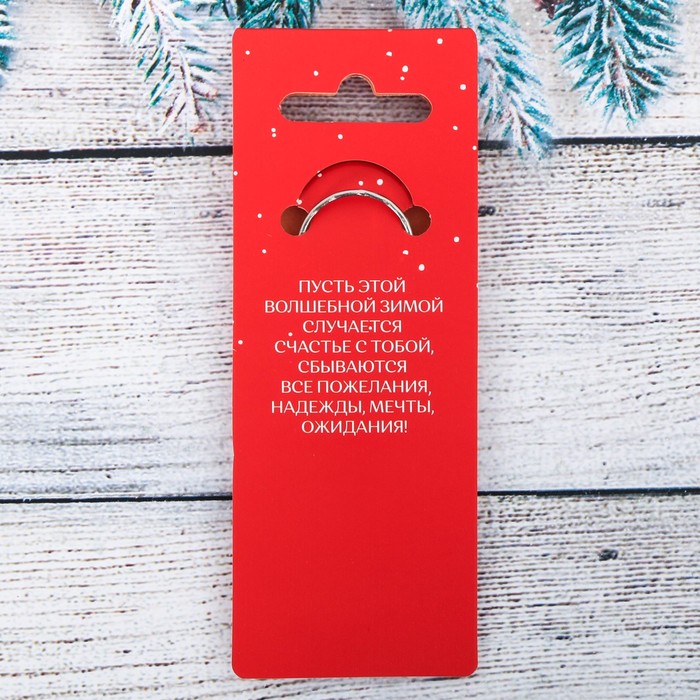 ПУСТЬ ЭТОЙ
ВОЛШЕБНОЙ ЗИМОЙ
СЛУЧАЕТСЯ
СЧАСТЬЕ С ТОБОЙ,
СБЫВАЮТСЯ
ВСЕ ПОЖЕЛАНИЯ,
НАДЕЖДЫ, МЕЧТЫ,
ОЖИДАНИЯ!